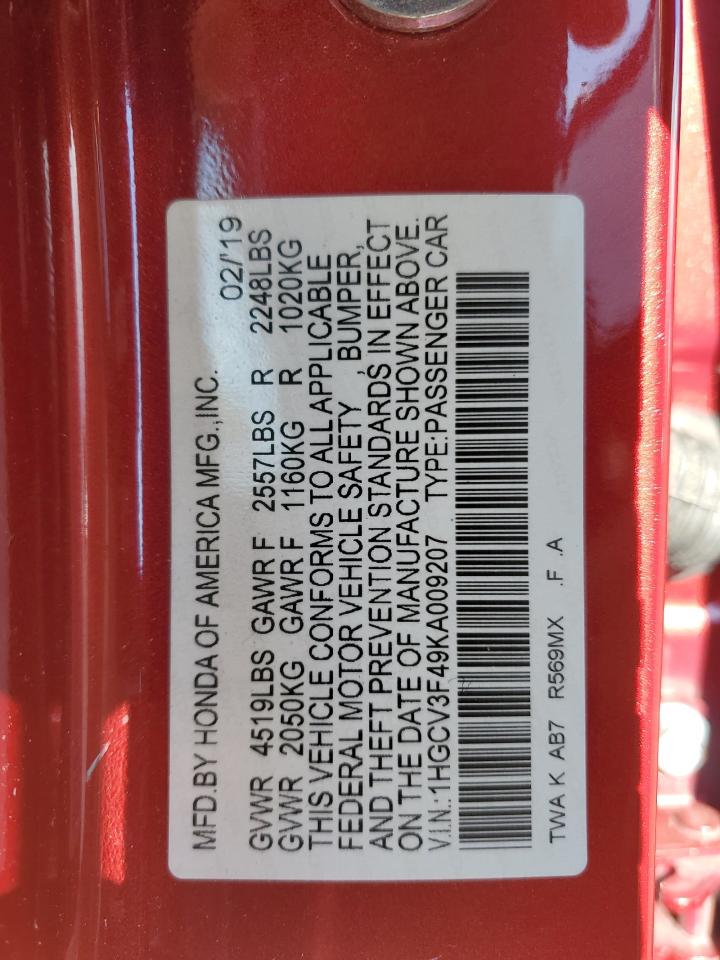 MFD.BY HONDA OF AMERICA MFG.,INC. 02/'19
GVWR 4519LBS GAWR F 2557LBS R 2248LBS
GVWR 2050KG GAWR F 1160KG R 1020KG
THIS VEHICLE CONFORMS TO ALL APPLICABLE
FEDERAL MOTOR VEHICLE SAFETY , BUMPER,
AND THEFT PREVENTION STANDARDS IN EFFECT
ON THE DATE OF MANUFACTURE SHOWN ABOVE.
V.I.N.:1HGCV3F49KA009207 TYPE:PASSENGER CAR
TWA K AB7 R569MX .F .A